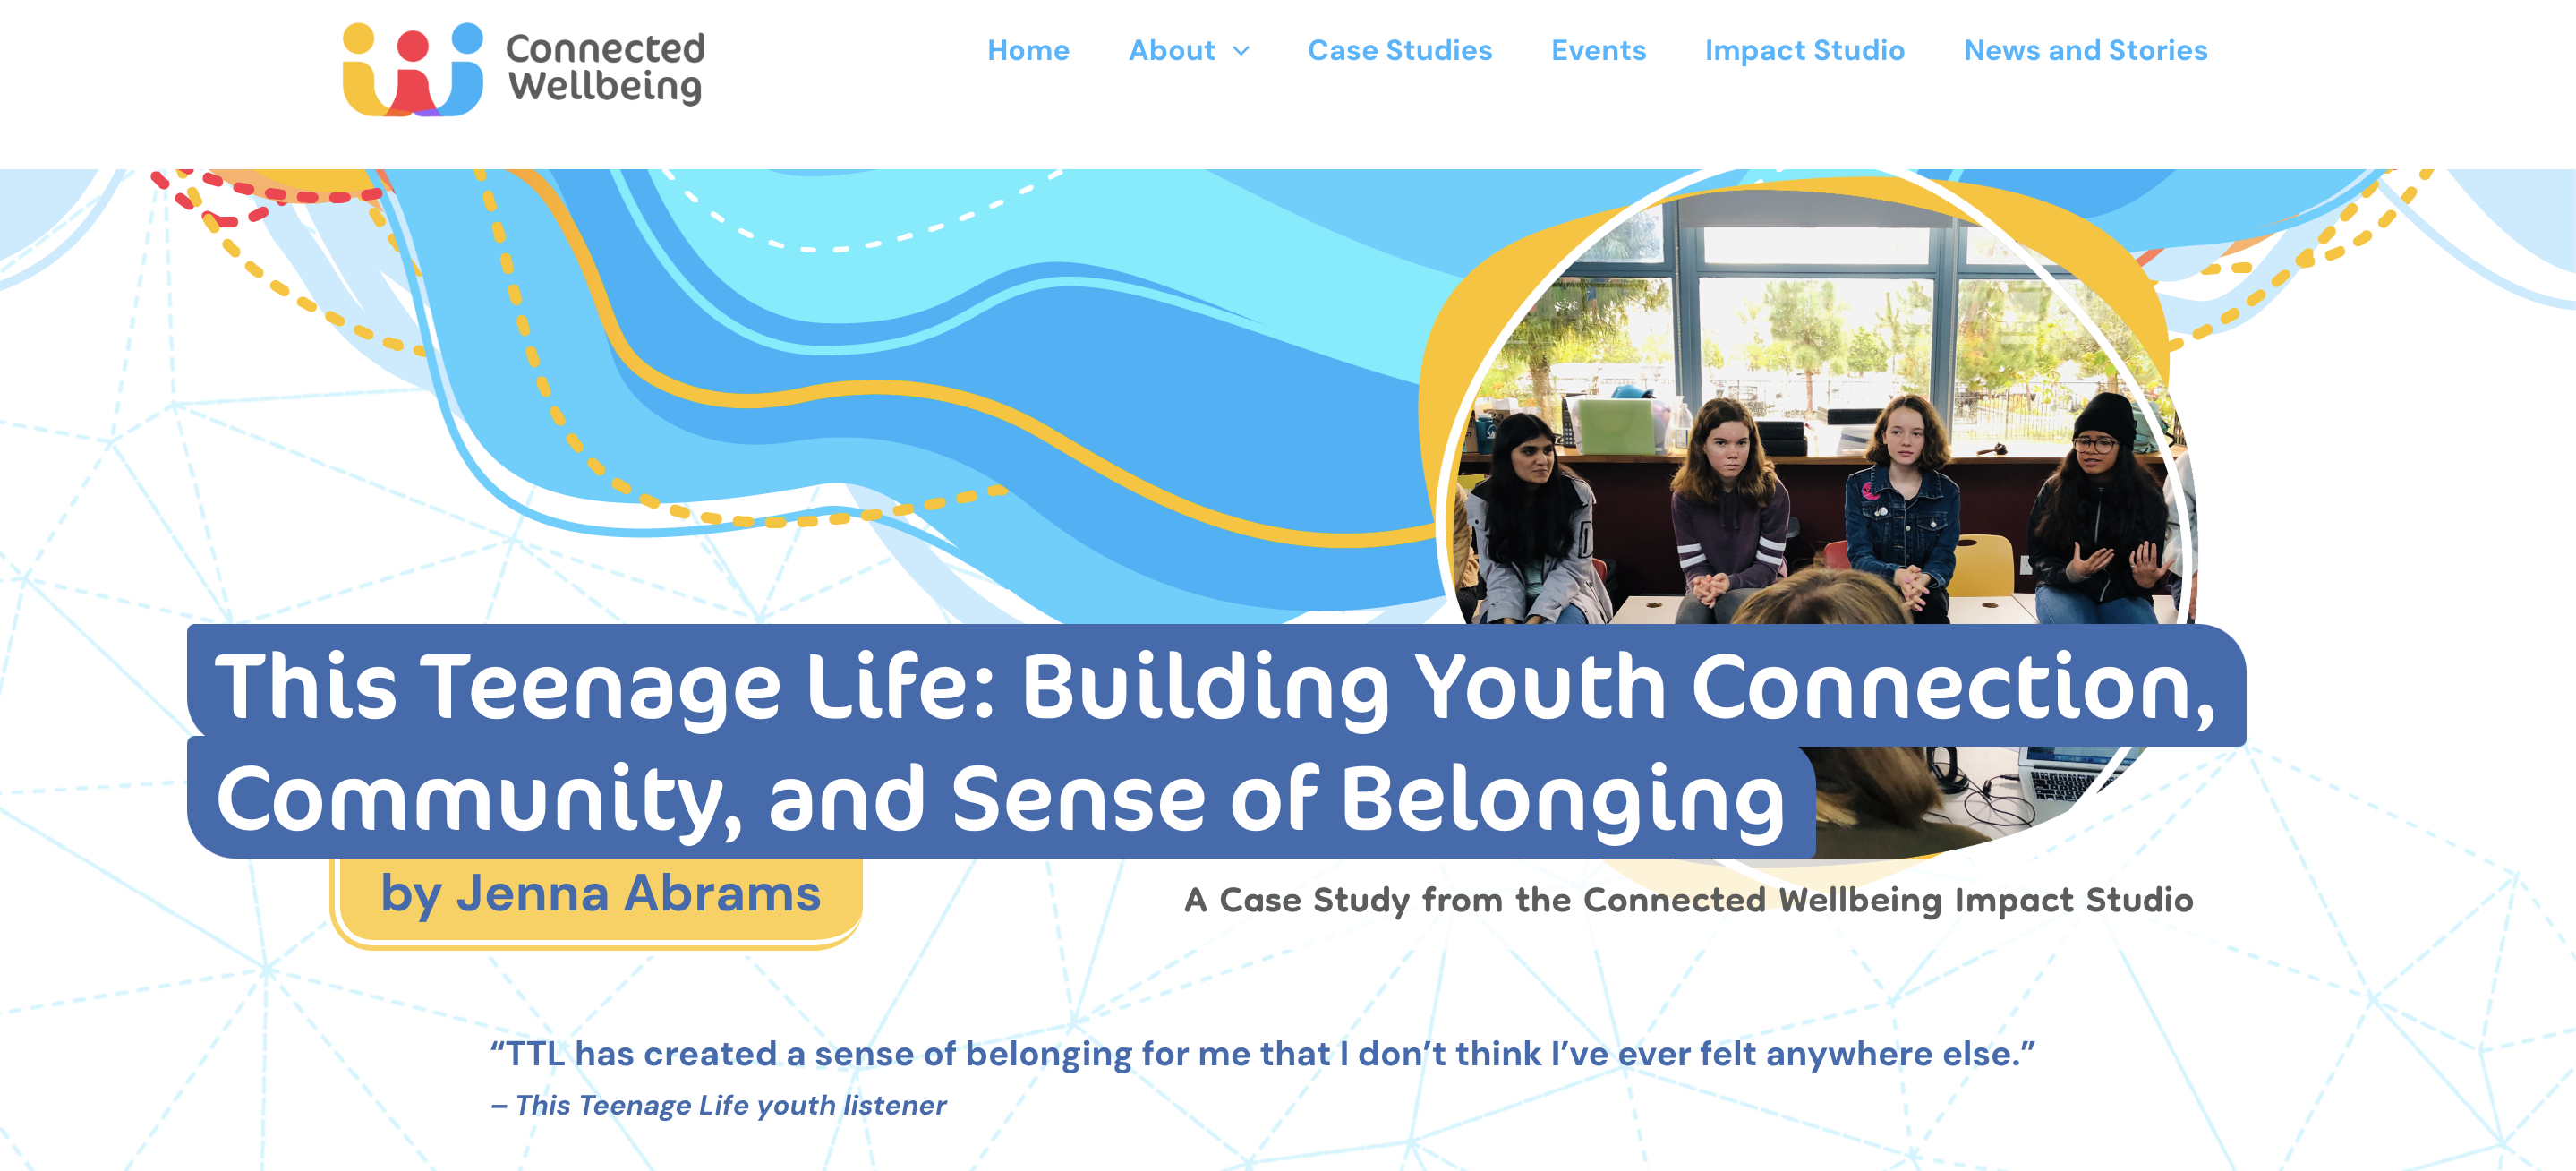 Connected
Wellbeing
Home About Case Studies Events Impact Studio News and Stories
This Teenage Life: Building Youth Connection,
Community, and Sense of Belonging
by Jenna Abrams
A Case Study from the Connected Wellbeing Impact Studio
“TTL has created a sense of belonging for me that I don’t think I’ve ever felt anywhere else.”
– This Teenage Life youth listener